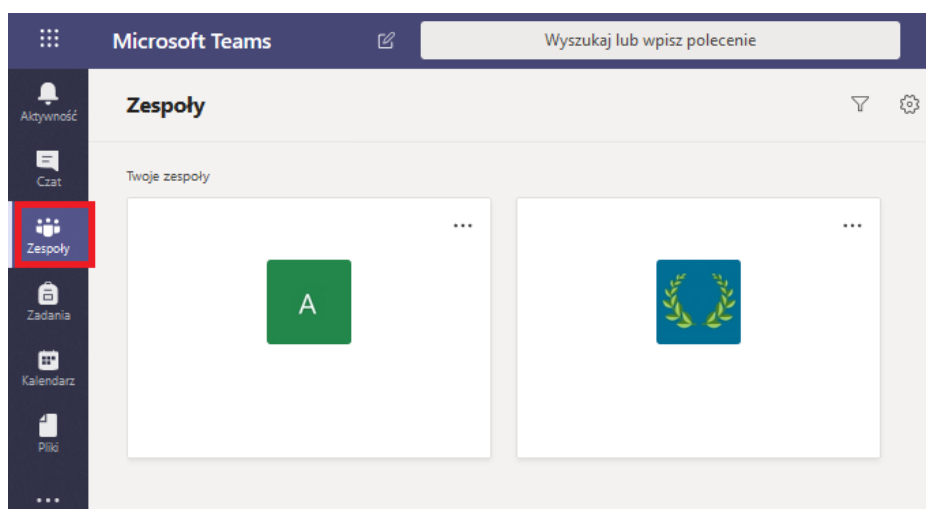 Microsoft Teams
Wyszukaj lub wpisz polecenie
Aktywność
Zespoły
Czat
Twoje zespoły
Zespoły
A
Zadania
Kalendarz
Pliki